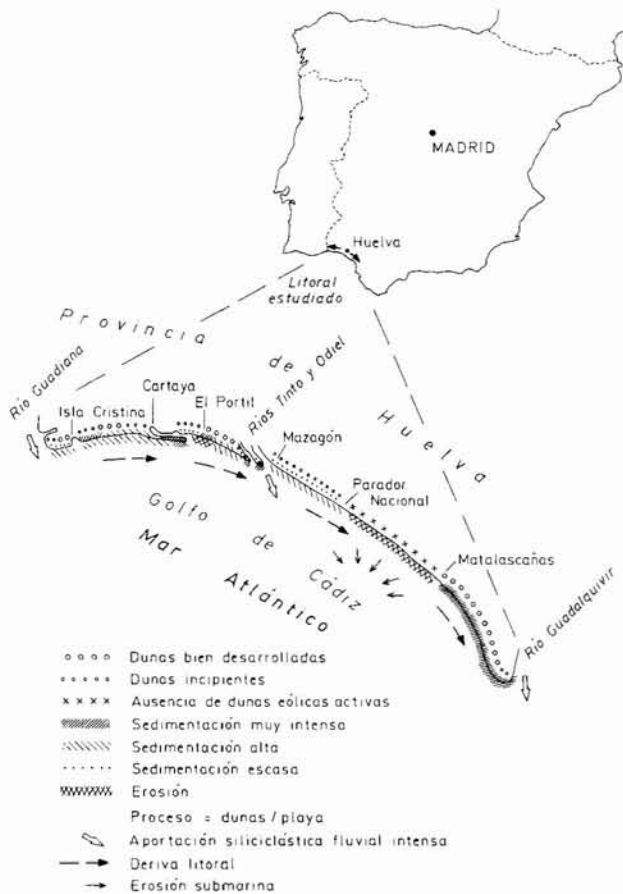 MADRID
Huelva
Litoral
estudiado
Provincia
de
Huelva
Río Guadiana
Isla Cristina
Cartaya
El Portil
Ríos Tinto y Odiel
Mazagón
Parador
Nacional
Matalascañas
Río Guadalquivir
Golfo de Cádiz
Mar Atlántico
Dunas bien desarrolladas
Dunas incipientes
Ausencia de dunas eólicas activas
Sedimentación muy intensa
Sedimentación alta
Sedimentación escasa
Erosión
Proceso = dunas / playa
Aportación siliciclástica fluvial intensa
Deriva litoral
Erosión submarina